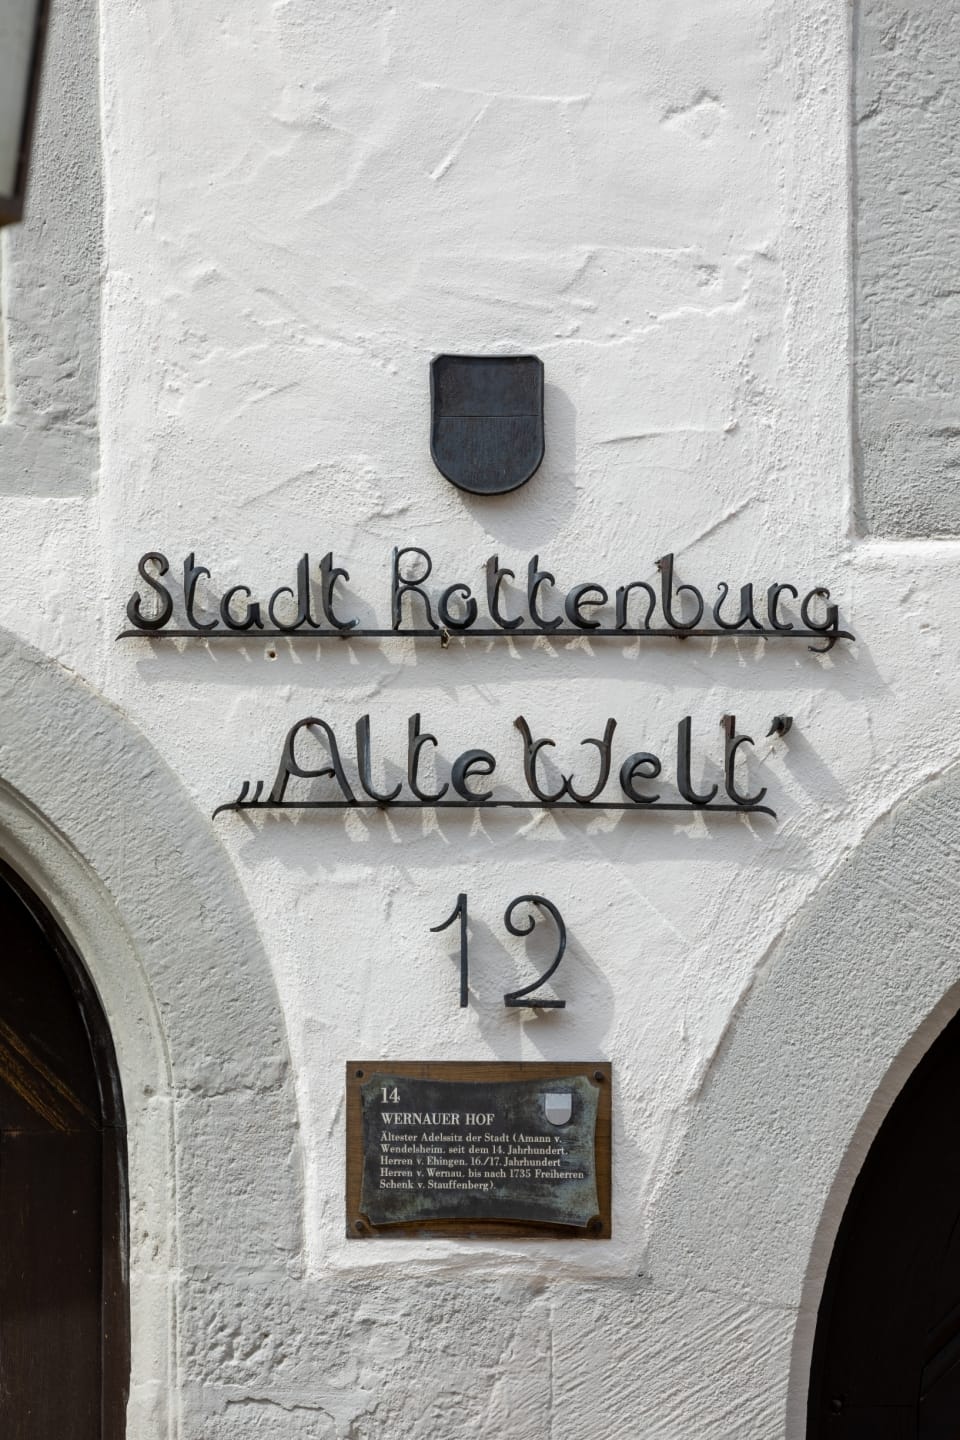 Stadt Rottenburg
„Alte Welt”
12
14
WERNAUER HOF
Ältester Adelssitz der Stadt (Amann v.
Wendelsheim. seit dem 14. Jahrhundert.
Herren v. Ehingen. 16./17. Jahrhundert
Herren v. Wernau. bis nach 1735 Freiherren
Schenk v. Stauffenberg).